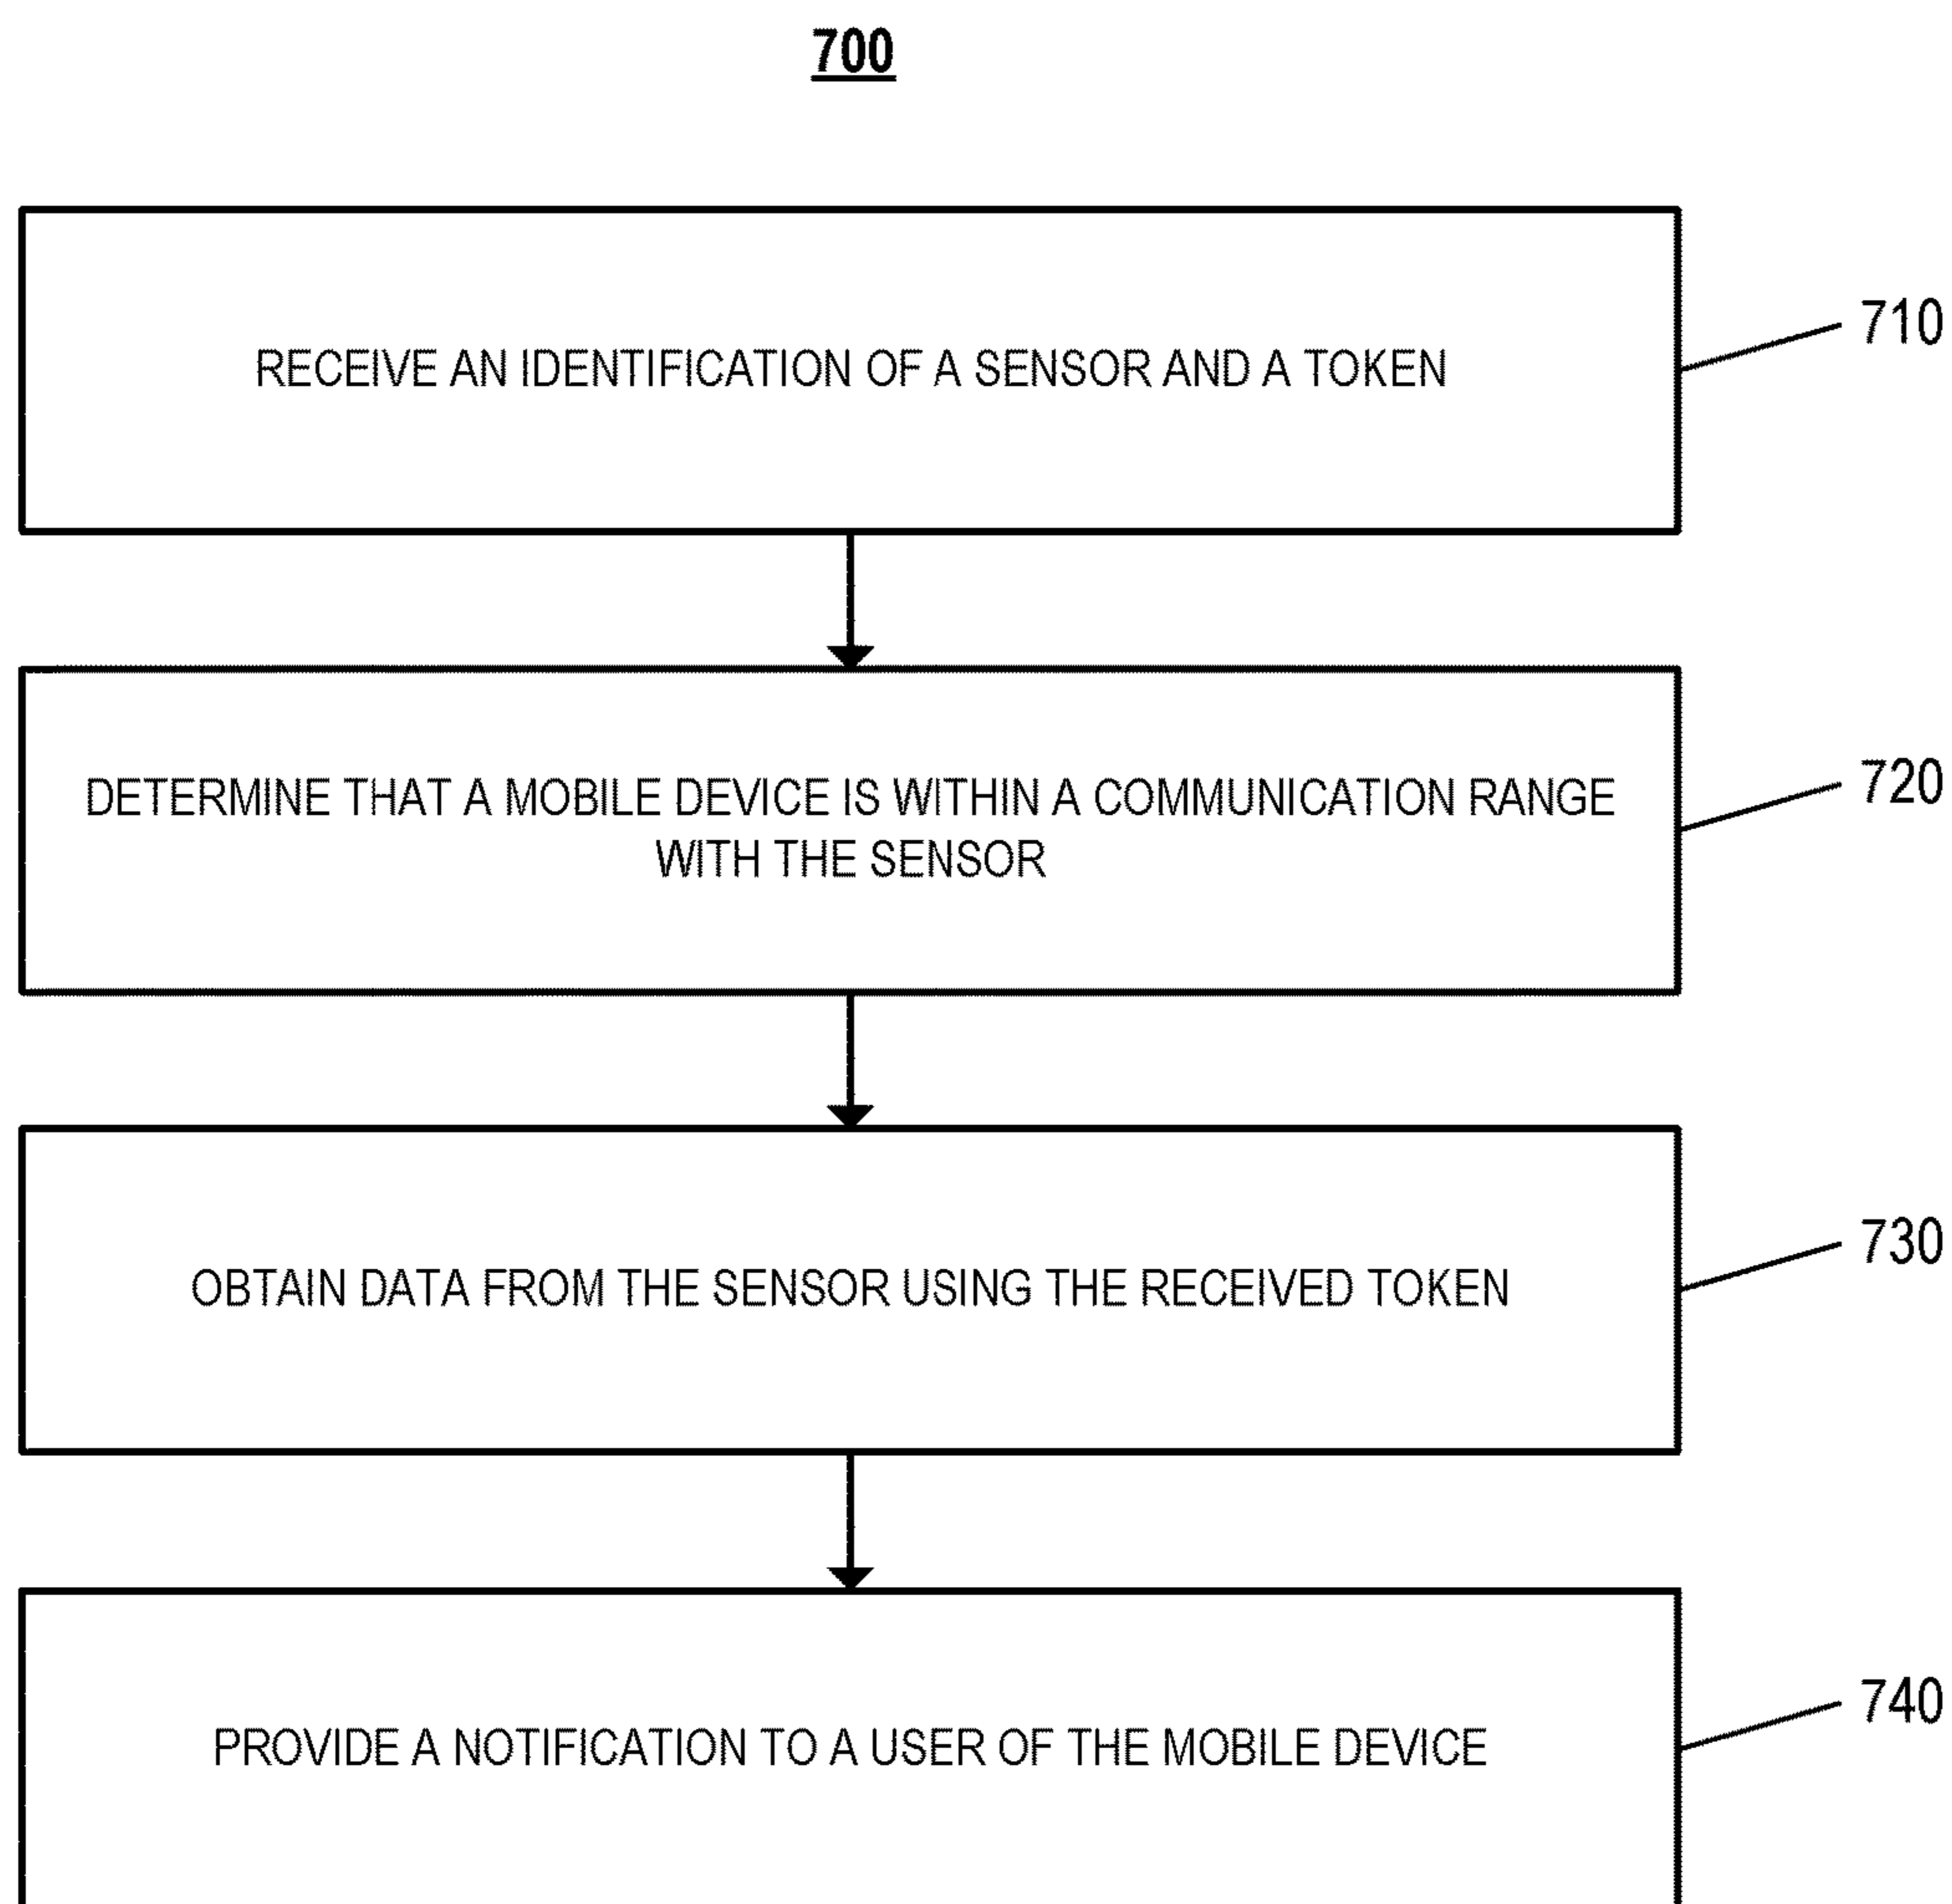 700
RECEIVE AN IDENTIFICATION OF A SENSOR AND A TOKEN
710
DETERMINE THAT A MOBILE DEVICE IS WITHIN A COMMUNICATION RANGE
WITH THE SENSOR
720
OBTAIN DATA FROM THE SENSOR USING THE RECEIVED TOKEN
730
PROVIDE A NOTIFICATION TO A USER OF THE MOBILE DEVICE
740